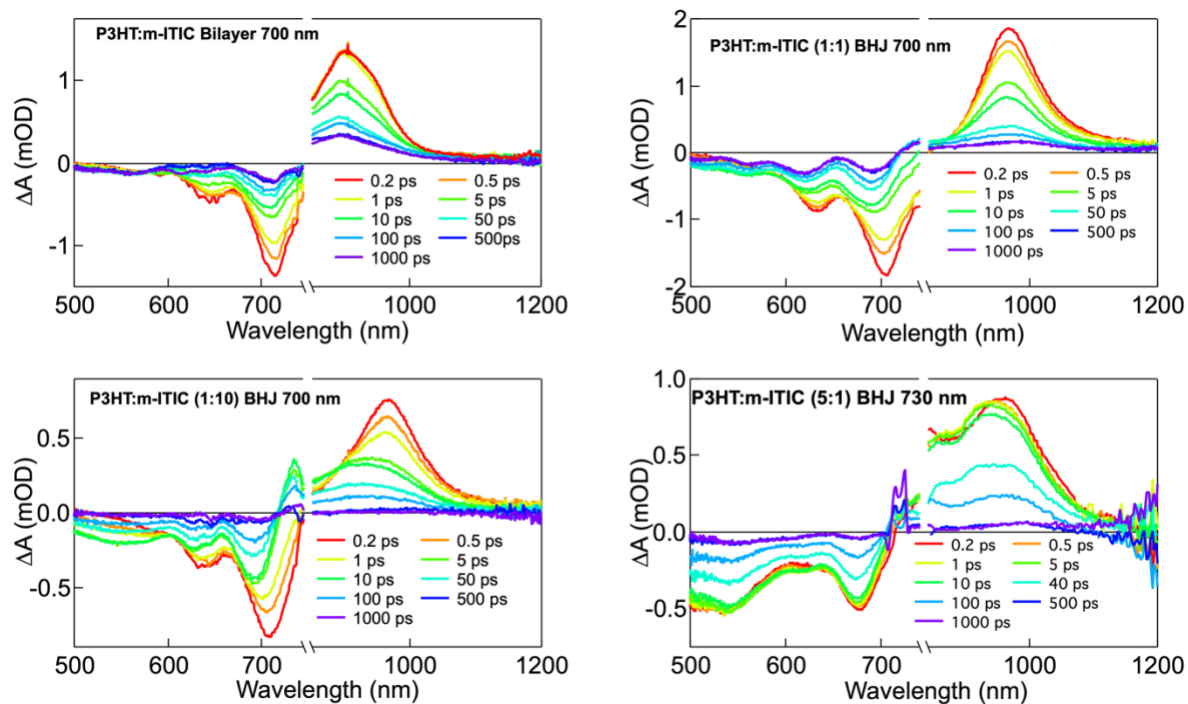 P3HT:m-ITIC Bilayer 700 nm
ΔA (mOD)
1
0
-1
0.2 ps 0.5 ps
1 ps 5 ps
10 ps 50 ps
100 ps 500ps
1000 ps
500 600 700 1000 1200
Wavelength (nm)
P3HT:m-ITIC (1:1) BHJ 700 nm
ΔA (mOD)
2
1
0
-1
-2
0.2 ps 0.5 ps
1 ps 5 ps
10 ps 50 ps
100 ps 500 ps
1000 ps
500 600 700 1000 1200
Wavelength (nm)
P3HT:m-ITIC (1:10) BHJ 700 nm
ΔA (mOD)
0.5
0.0
-0.5
0.2 ps 0.5 ps
1 ps 5 ps
10 ps 50 ps
100 ps 500 ps
1000 ps
500 600 700 1000 1200
Wavelength (nm)
P3HT:m-ITIC (5:1) BHJ 730 nm
ΔA (mOD)
1.0
0.5
0.0
-0.5
0.2 ps 0.5 ps
1 ps 5 ps
10 ps 40 ps
100 ps 500 ps
1000 ps
500 600 700 1000 1200
Wavelength (nm)